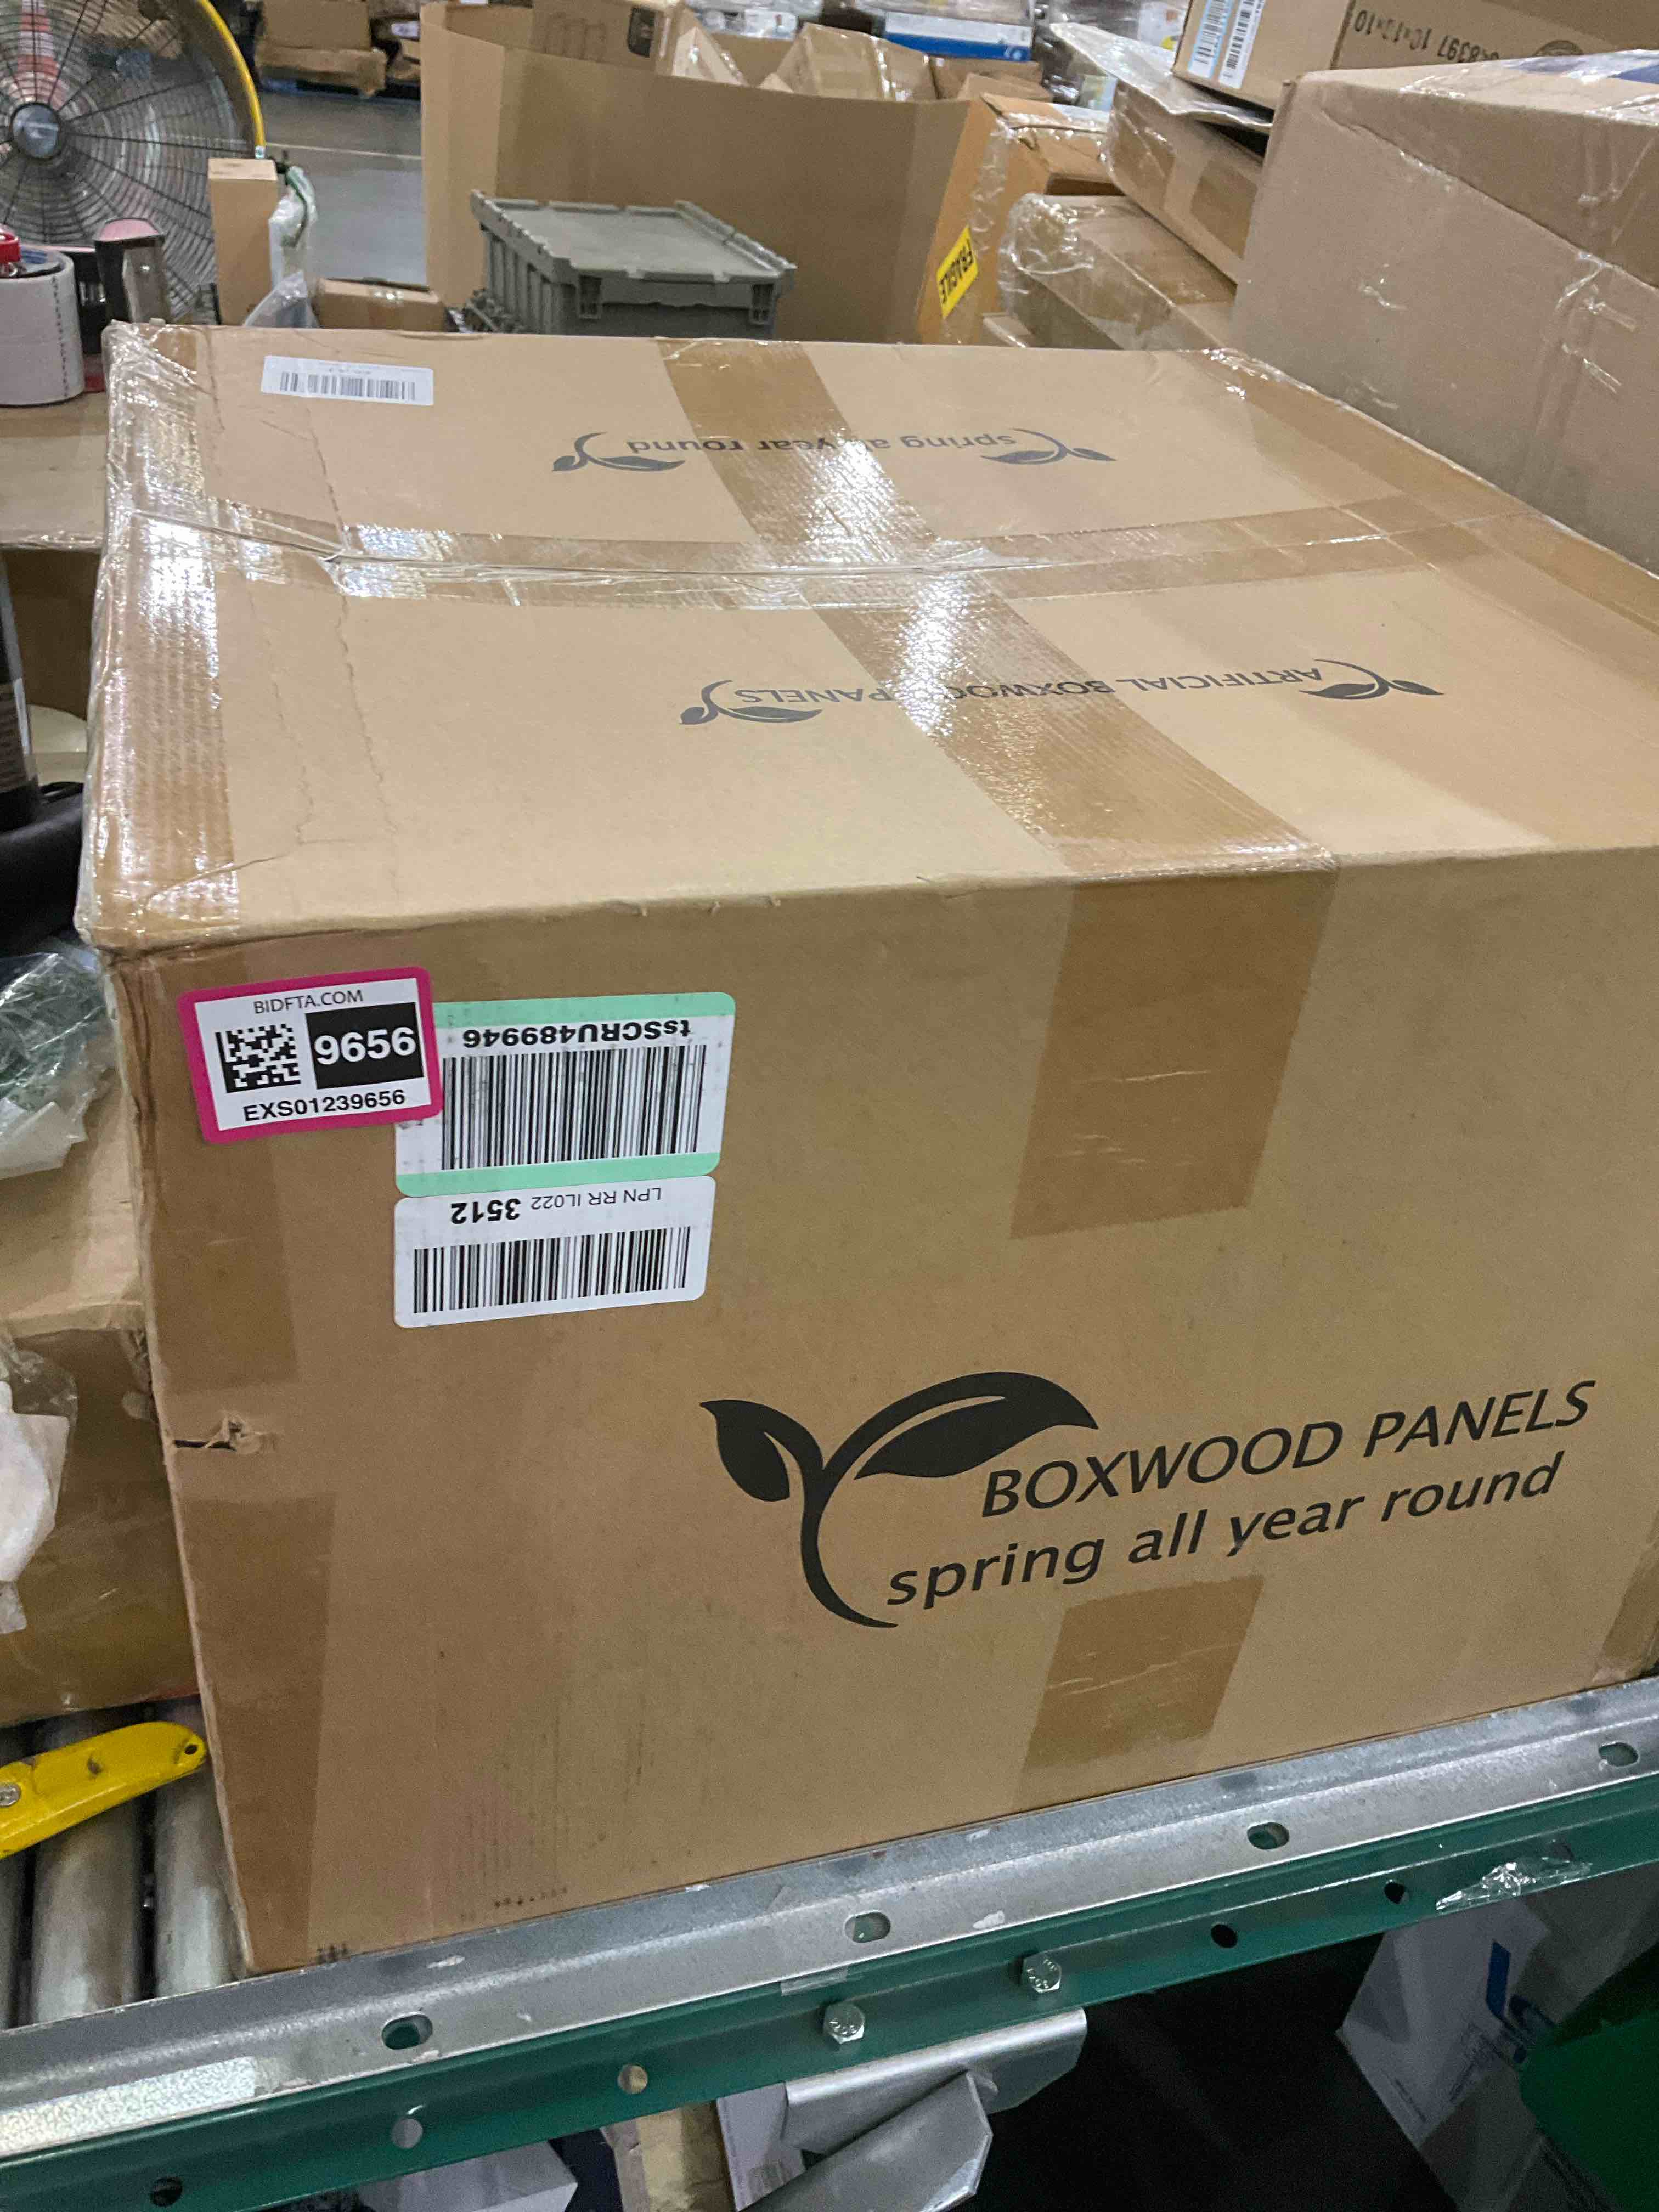 FRAGILE
spring all year round
ARTIFICIAL BOXWOOD PANELS
BIDFTA.COM
9656
EXS01239656
tsSCRU489946
LPN RR IL022 3512
BOXWOOD PANELS
spring all year round